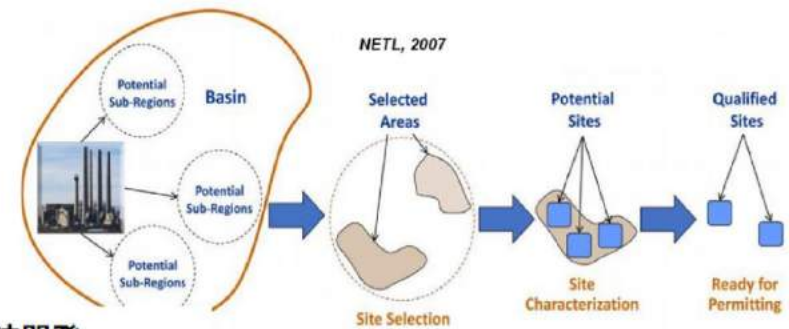 NETL, 2007
Potential
Sub-Regions
Basin
Potential
Sub-Regions
Potential
Sub-Regions
Selected
Areas
Site Selection
Potential
Sites
Site
Characterization
Qualified
Sites
Ready for
Permitting